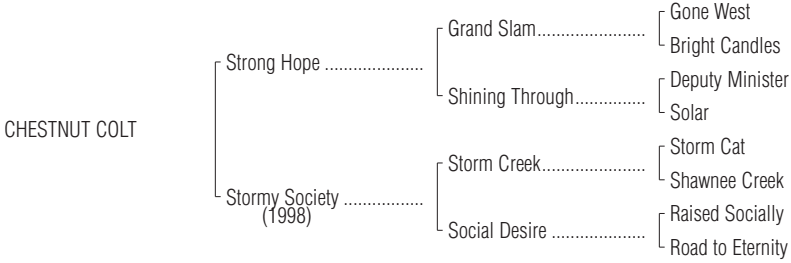 Gone West
Grand Slam.......................
Bright Candles
Strong Hope .....................
Deputy Minister
Shining Through...............
Solar
CHESTNUT COLT
Storm Cat
Storm Creek......................
Shawnee Creek
Stormy Society .................
(1998)
Raised Socially
Social Desire ....................
Road to Eternity